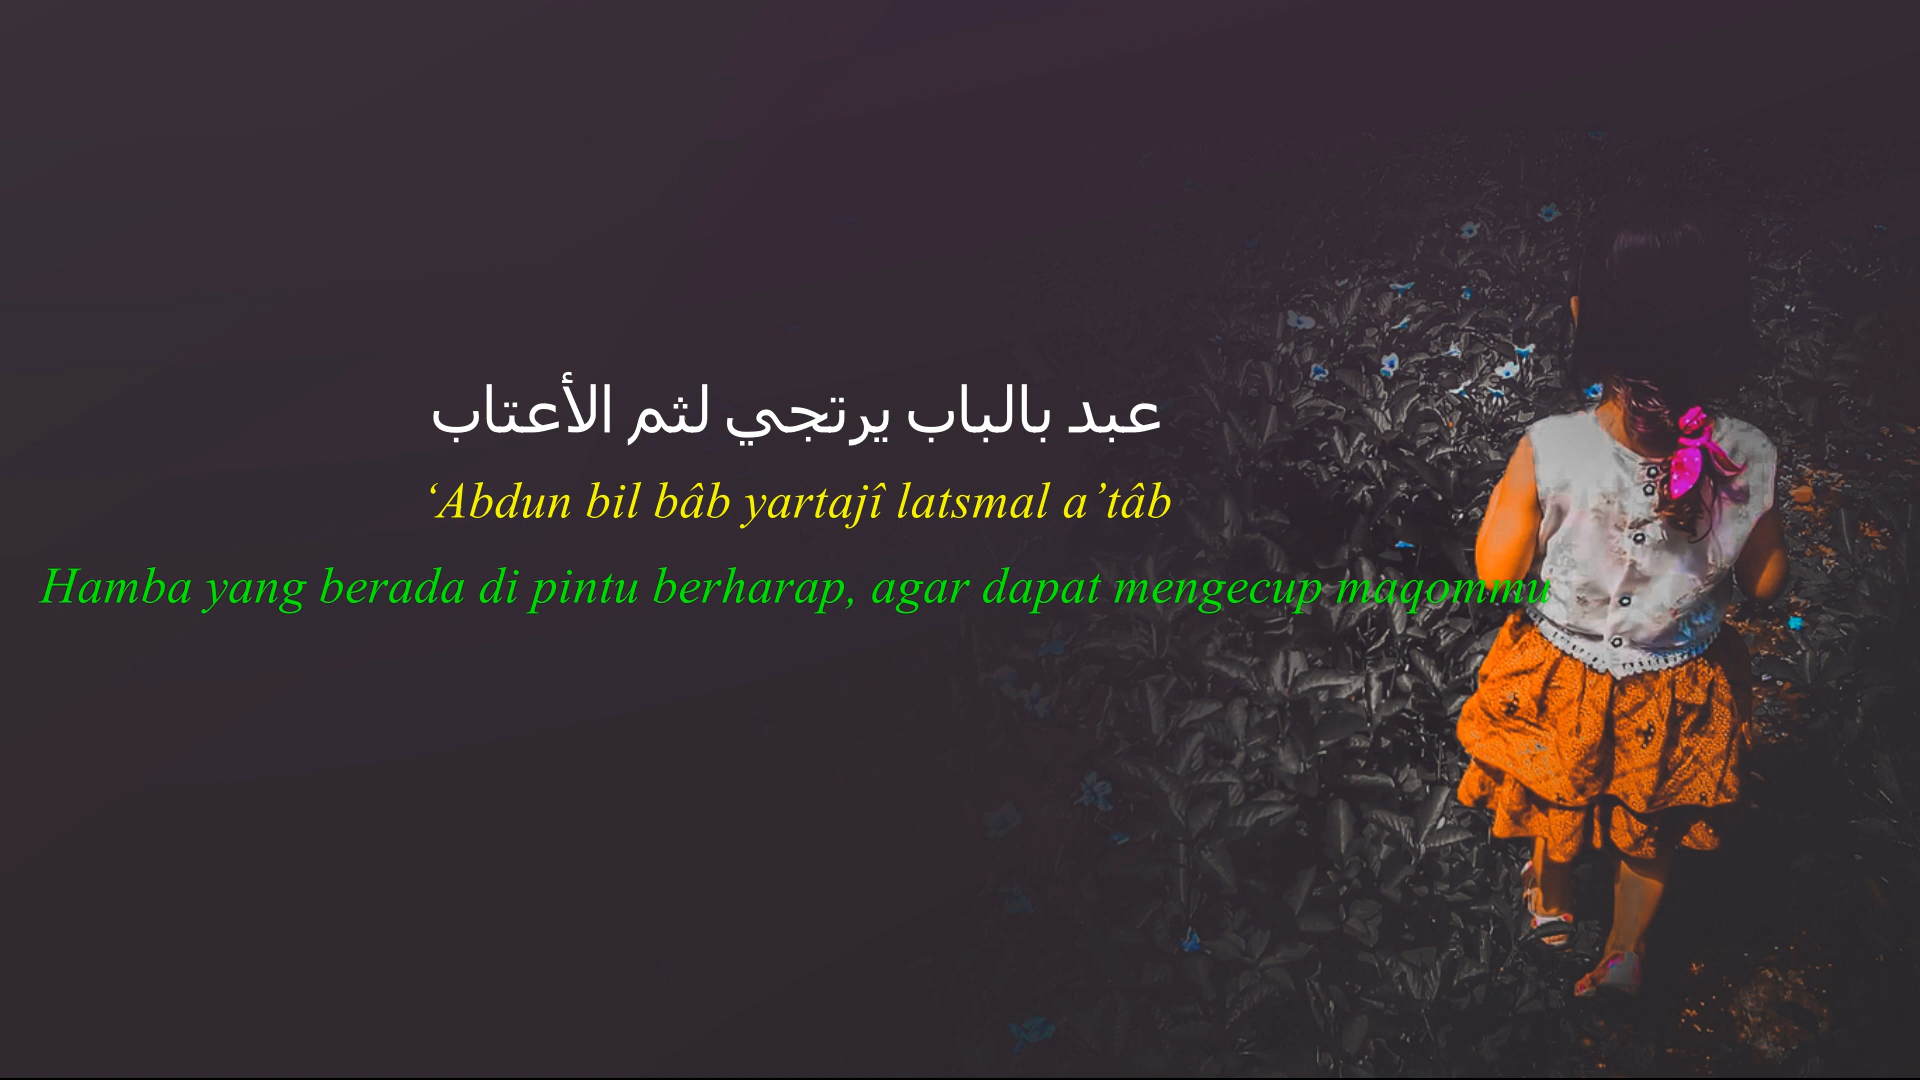 عبد بالباب يرتجي لثم الأعتاب
‘Abdun bil bâb yartajî latsmal a’tâb
Hamba yang berada di pintu berharap, agar dapat mengecup maqommu